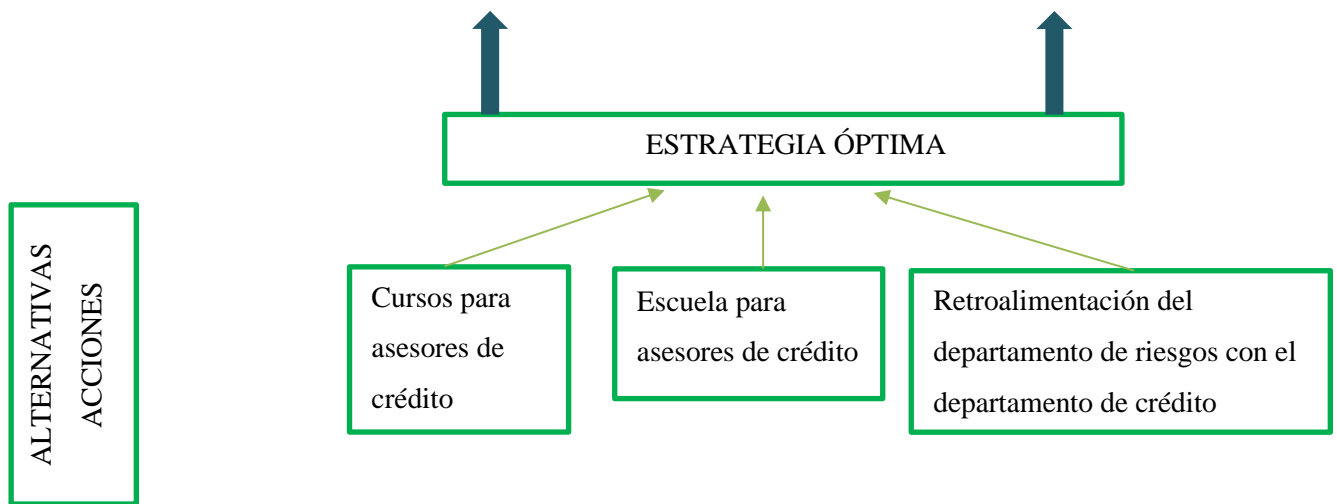 ESTRATEGIA ÓPTIMA
ALTERNATIVAS
ACCIONES
Cursos para
asesores de
crédito
Escuela para
asesores de crédito
Retroalimentación del
departamento de riesgos con el
departamento de crédito